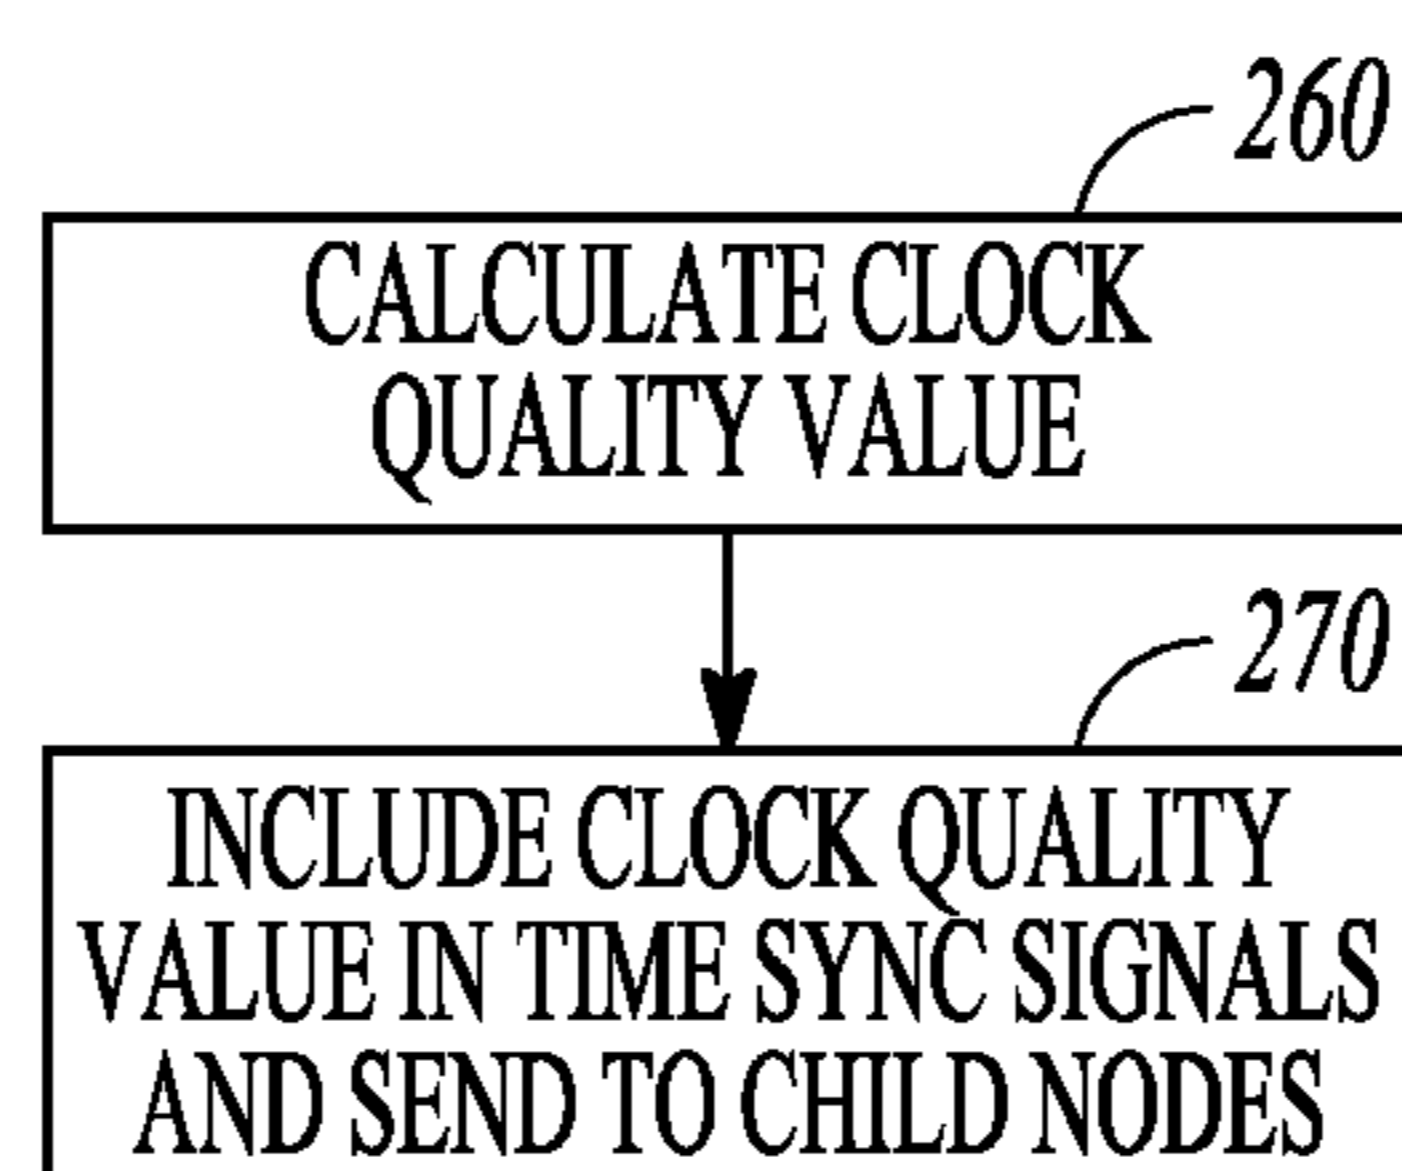 260
CALCULATE CLOCK
QUALITY VALUE
270
INCLUDE CLOCK QUALITY
VALUE IN TIME SYNC SIGNALS
AND SEND TO CHILD NODES